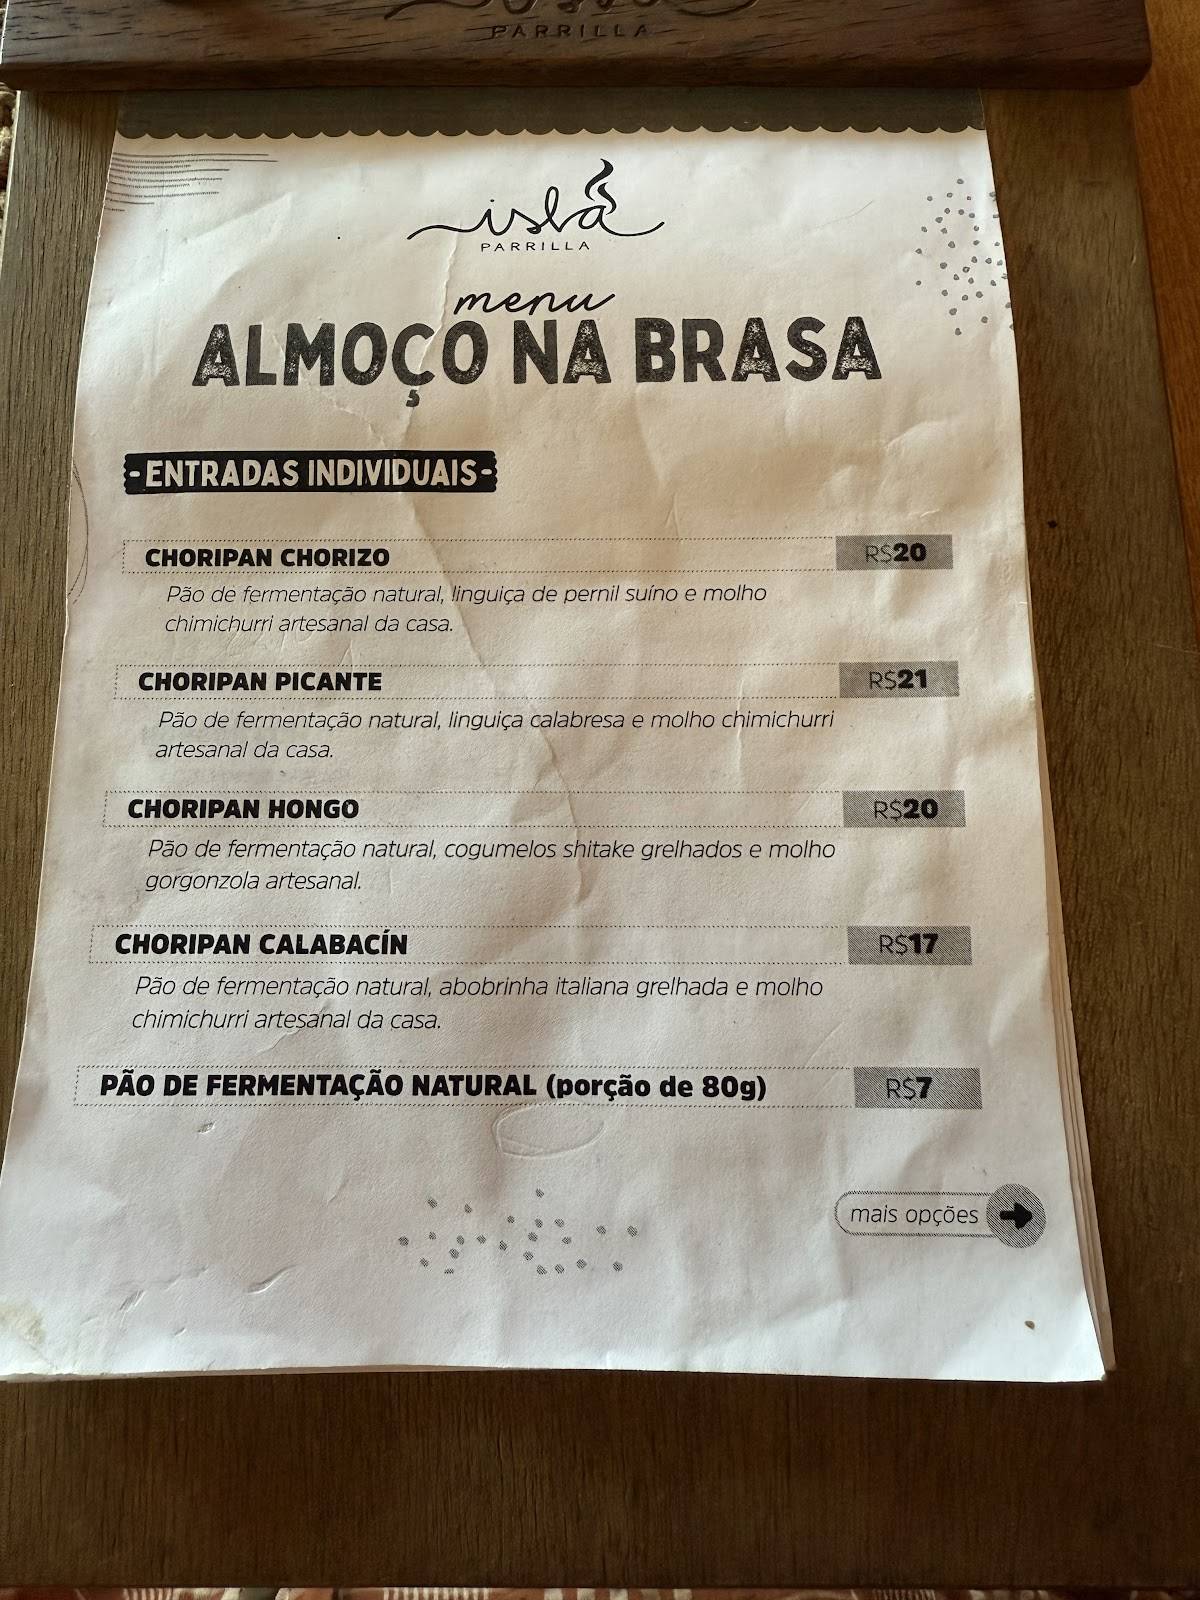 PARRILLA
isla
PARRILLA
menu
ALMOÇO NA BRASA
-ENTRADAS INDIVIDUAIS-
CHORIPAN CHORIZO R$20
Pão de fermentação natural, linguiça de pernil suíno e molho
chimichurri artesanal da casa.
CHORIPAN PICANTE R$21
Pão de fermentação natural, linguiça calabresa e molho chimichurri
artesanal da casa.
CHORIPAN HONGO R$20
Pão de fermentação natural, cogumelos shitake grelhados e molho
gorgonzola artesanal.
CHORIPAN CALABACÍN R$17
Pão de fermentação natural, abobrinha italiana grelhada e molho
chimichurri artesanal da casa.
PÃO DE FERMENTAÇÃO NATURAL (porção de 80g) R$7
mais opções